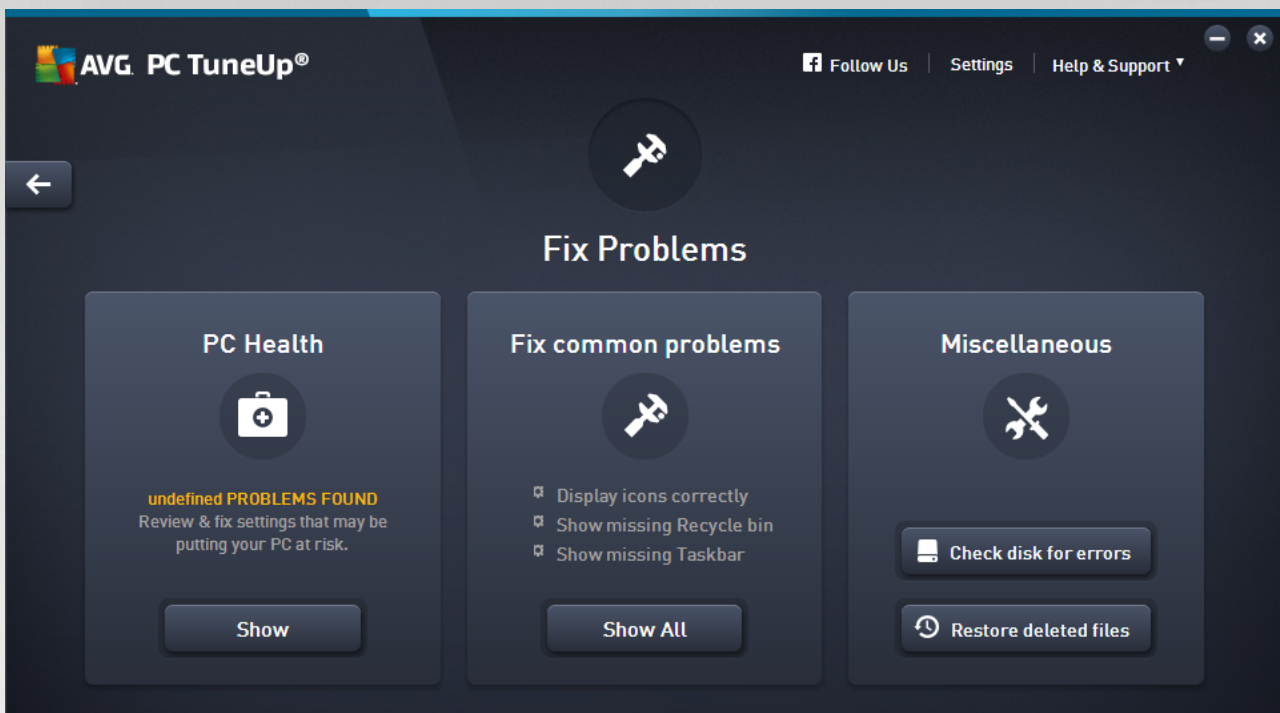 AVG. PC TuneUp®
Follow Us
Settings
Help & Support
Fix Problems
PC Health
undefined PROBLEMS FOUND
Review & fix settings that may be
putting your PC at risk.
Show
Fix common problems
Display icons correctly
Show missing Recycle bin
Show missing Taskbar
Show All
Miscellaneous
Check disk for errors
Restore deleted files